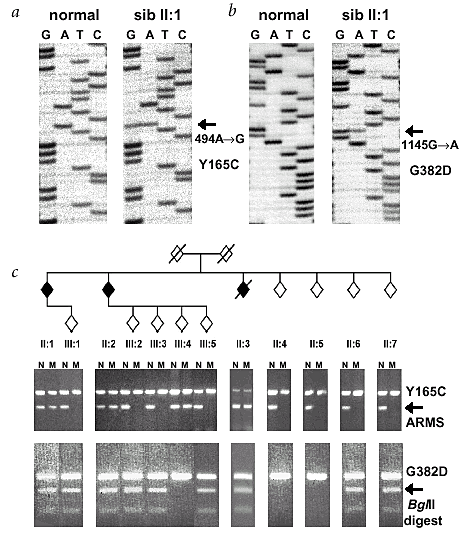 a
normal
sib II:1
G A T C
G A T C
494A→G
Y165C
b
normal
sib II:1
G A T C
G A T C
1145G→A
G382D
c
II:1 III:1 II:2 III:2 III:3 III:4 III:5 II:3 II:4 II:5 II:6 II:7
N M N M N M N M N M N M N M N M N M N M N M N M
Y165C
ARMS
G382D
BglII
digest